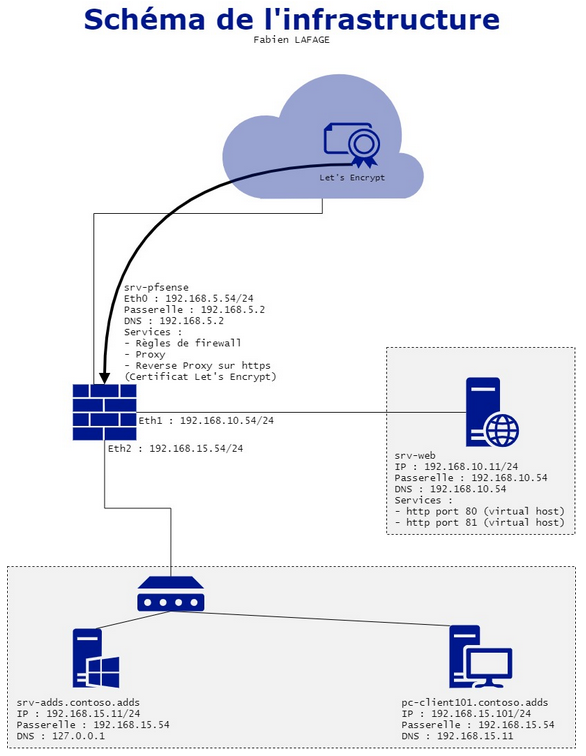 Schéma de l'infrastructure
Fabien LAFAGE
Let's Encrypt
srv-pfsense
Eth0 : 192.168.5.54/24
Passerelle : 192.168.5.2
DNS : 192.168.5.2
Services :
- Règles de firewall
- Proxy
- Reverse Proxy sur https
(Certificat Let's Encrypt)
Eth1 : 192.168.10.54/24
Eth2 : 192.168.15.54/24
srv-web
IP : 192.168.10.11/24
Passerelle : 192.168.10.54
DNS : 192.168.10.54
Services :
- http port 80 (virtual host)
- http port 81 (virtual host)
srv-adds.contoso.adds
IP : 192.168.15.11/24
Passerelle : 192.168.15.54
DNS : 127.0.0.1
pc-client101.contoso.adds
IP : 192.168.15.101/24
Passerelle : 192.168.15.54
DNS : 192.168.15.11